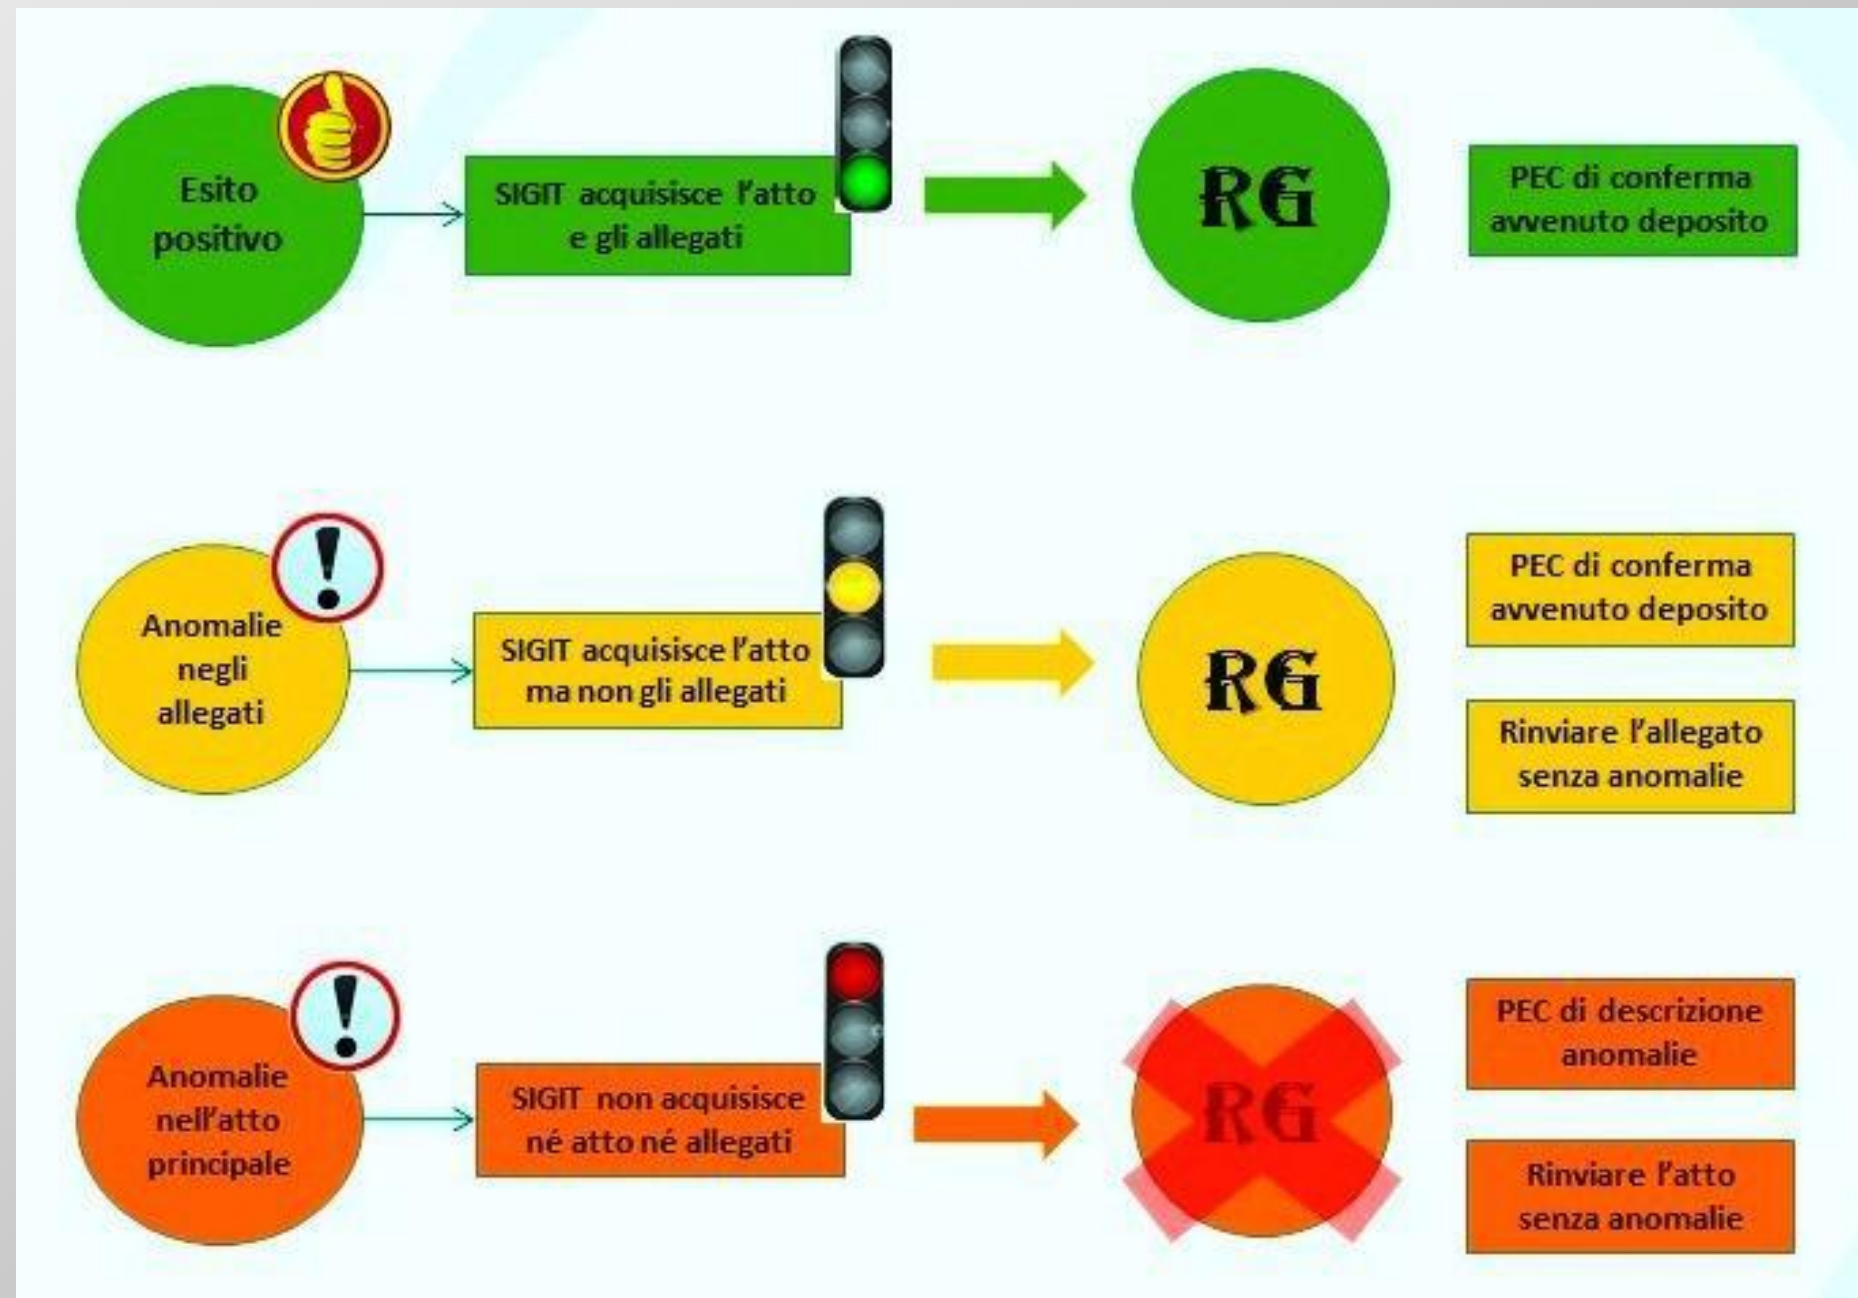 Esito
positivo
SIGIT acquisisce l'atto
e gli allegati
RG
PEC di conferma
avvenuto deposito
Anomalie
negli
allegati
SIGIT acquisisce l'atto
ma non gli allegati
RG
PEC di conferma
avvenuto deposito
Rinviare l'allegato
senza anomalie
Anomalie
nell'atto
principale
SIGIT non acquisisce
né atto né allegati
RG
PEC di descrizione
anomalie
Rinviare l'atto
senza anomalie